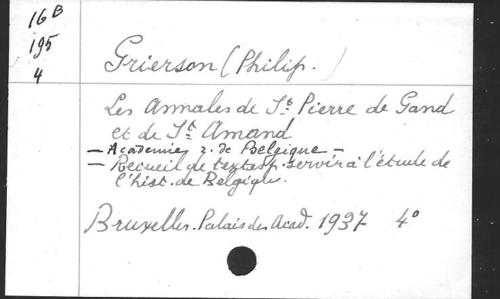 16B
195
4
Grierson (Philip.)
Les Annales de St Pierre de Gand
et de St Amand
— Academie r. de Belgique —
— Recueil de textes p. servir à l'étude de
l'hist. de Belgique.
Bruxelles. Palais des Acad. 1937 4°